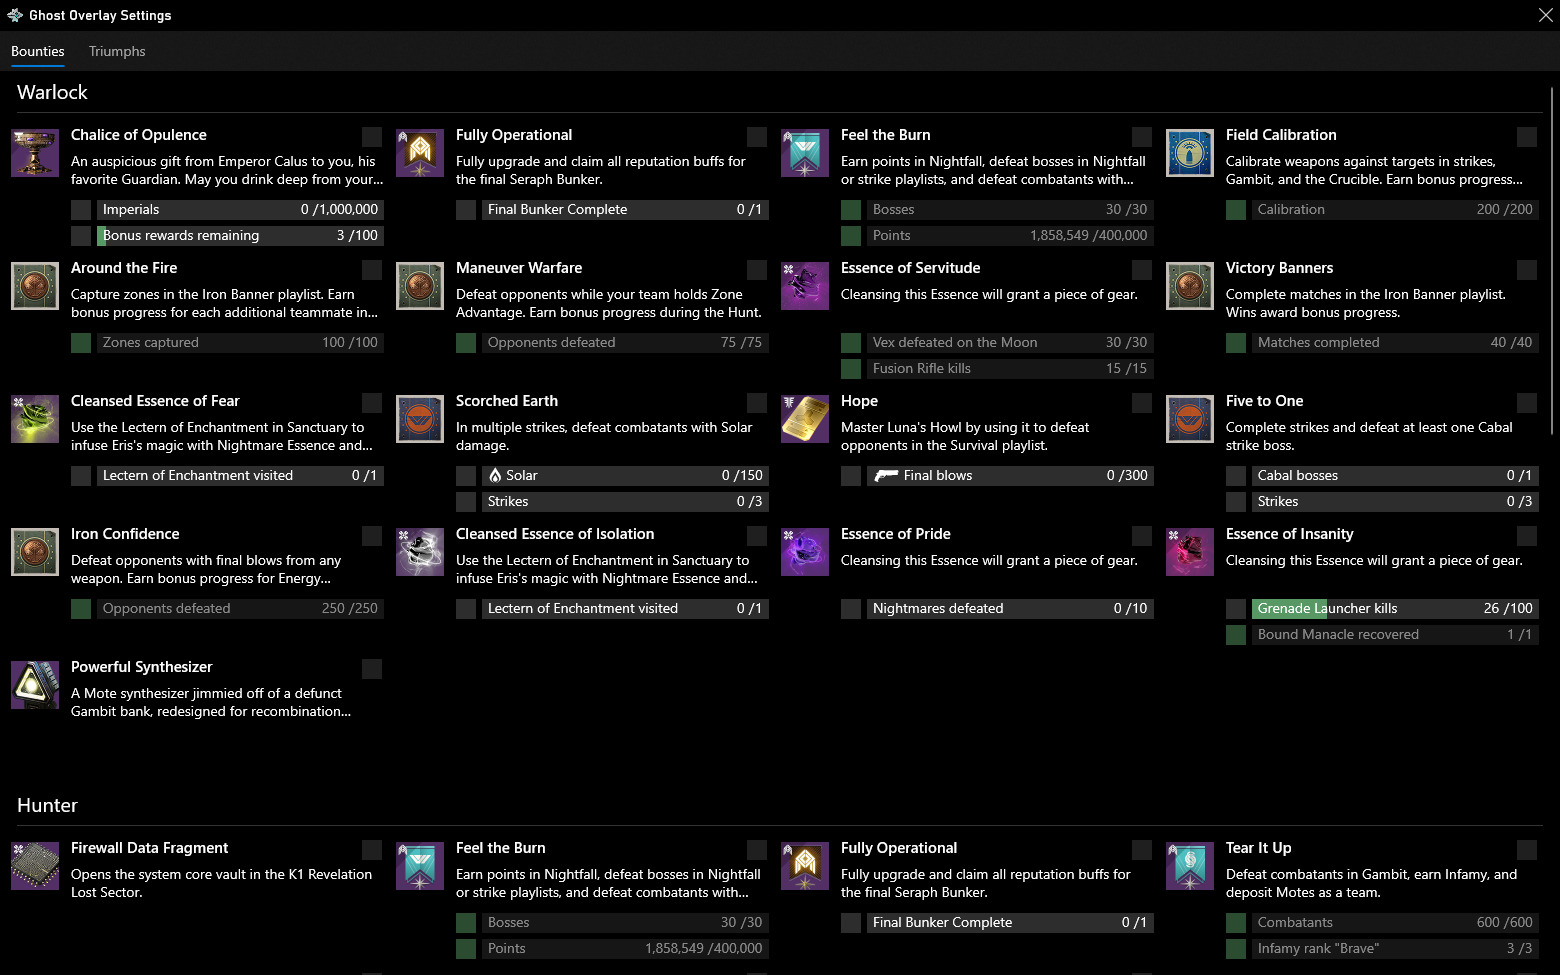 Ghost Overlay Settings
Bounties
Triumphs
Warlock
Chalice of Opulence
An auspicious gift from Emperor Calus to you, his
favorite Guardian. May you drink deep from your...
Imperials 0 /1,000,000
Bonus rewards remaining 3 /100
Fully Operational
Fully upgrade and claim all reputation buffs for
the final Seraph Bunker.
Final Bunker Complete 0 /1
Feel the Burn
Earn points in Nightfall, defeat bosses in Nightfall
or strike playlists, and defeat combatants with...
Bosses 30 /30
Points 1,858,549 /400,000
Field Calibration
Calibrate weapons against targets in strikes,
Gambit, and the Crucible. Earn bonus progress...
Calibration 200 /200
Around the Fire
Capture zones in the Iron Banner playlist. Earn
bonus progress for each additional teammate in...
Zones captured 100 /100
Maneuver Warfare
Defeat opponents while your team holds Zone
Advantage. Earn bonus progress during the Hunt.
Opponents defeated 75 /75
Essence of Servitude
Cleansing this Essence will grant a piece of gear.
Vex defeated on the Moon 30 /30
Fusion Rifle kills 15 /15
Victory Banners
Complete matches in the Iron Banner playlist.
Wins award bonus progress.
Matches completed 40 /40
Cleansed Essence of Fear
Use the Lectern of Enchantment in Sanctuary to
infuse Eris's magic with Nightmare Essence and...
Lectern of Enchantment visited 0 /1
Scorched Earth
In multiple strikes, defeat combatants with Solar
damage.
Solar 0 /150
Strikes 0 /3
Hope
Master Luna's Howl by using it to defeat
opponents in the Survival playlist.
Final blows 0 /300
Five to One
Complete strikes and defeat at least one Cabal
strike boss.
Cabal bosses 0 /1
Strikes 0 /3
Iron Confidence
Defeat opponents with final blows from any
weapon. Earn bonus progress for Energy...
Opponents defeated 250 /250
Cleansed Essence of Isolation
Use the Lectern of Enchantment in Sanctuary to
infuse Eris's magic with Nightmare Essence and...
Lectern of Enchantment visited 0 /1
Essence of Pride
Cleansing this Essence will grant a piece of gear.
Nightmares defeated 0 /10
Essence of Insanity
Cleansing this Essence will grant a piece of gear.
Grenade Launcher kills 26 /100
Bound Manacle recovered 1 /1
Powerful Synthesizer
A Mote synthesizer jimmied off of a defunct
Gambit bank, redesigned for recombination...
Hunter
Firewall Data Fragment
Opens the system core vault in the K1 Revelation
Lost Sector.
Feel the Burn
Earn points in Nightfall, defeat bosses in Nightfall
or strike playlists, and defeat combatants with...
Bosses 30 /30
Points 1,858,549 /400,000
Fully Operational
Fully upgrade and claim all reputation buffs for
the final Seraph Bunker.
Final Bunker Complete 0 /1
Tear It Up
Defeat combatants in Gambit, earn Infamy, and
deposit Motes as a team.
Combatants 600 /600
Infamy rank "Brave" 3 /3